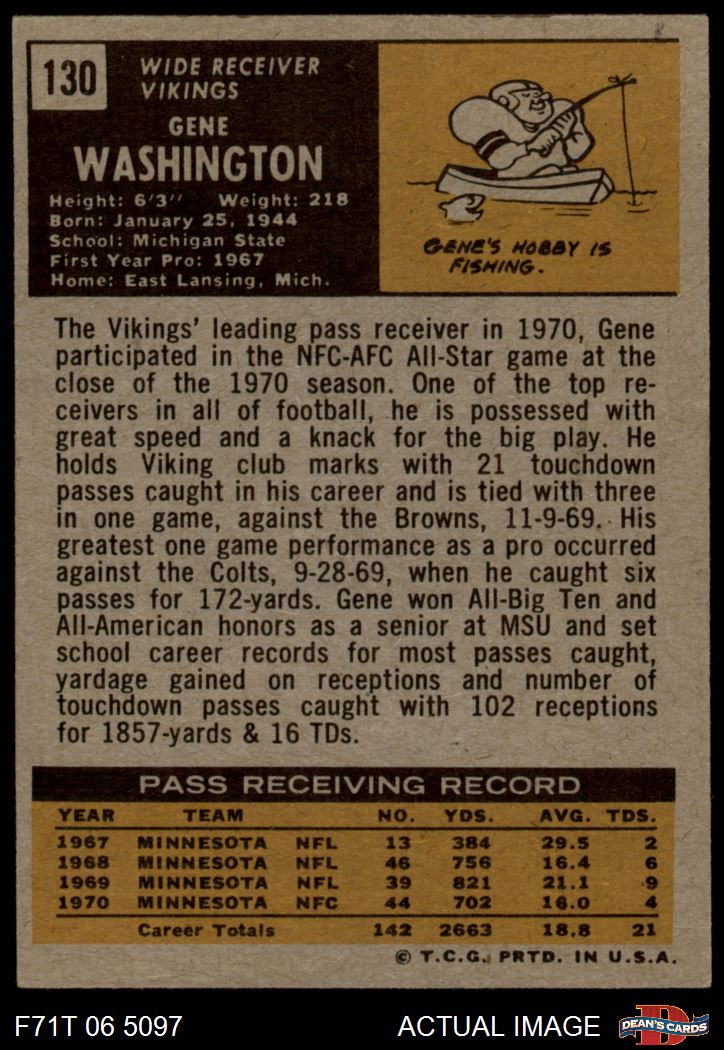 130
WIDE RECEIVER
VIKINGS
GENE
WASHINGTON
Height: 6'3'' Weight: 218
Born: January 25, 1944
School: Michigan State
First Year Pro: 1967
Home: East Lansing, Mich.
GENE'S HOBBY IS
FISHING.
The Vikings' leading pass receiver in 1970, Gene
participated in the NFC-AFC All-Star game at the
close of the 1970 season. One of the top re-
ceivers in all of football, he is possessed with
great speed and a knack for the big play. He
holds Viking club marks with 21 touchdown
passes caught in his career and is tied with three
in one game, against the Browns, 11-9-69. His
greatest one game performance as a pro occurred
against the Colts, 9-28-69, when he caught six
passes for 172-yards. Gene won All-Big Ten and
All-American honors as a senior at MSU and set
school career records for most passes caught,
yardage gained on receptions and number of
touchdown passes caught with 102 receptions
for 1857-yards & 16 TDs.
PASS RECEIVING RECORD
YEAR TEAM NO. YDS. AVG. TDS.
1967 MINNESOTA NFL 13 384 29.5 2
1968 MINNESOTA NFL 46 756 16.4 6
1969 MINNESOTA NFL 39 821 21.1 9
1970 MINNESOTA NFC 44 702 16.0 4
Career Totals 142 2663 18.8 21
© T.C.G. PRTD. IN U.S.A.
F71T 06 5097 ACTUAL IMAGE
D
DEAN'S CARDS